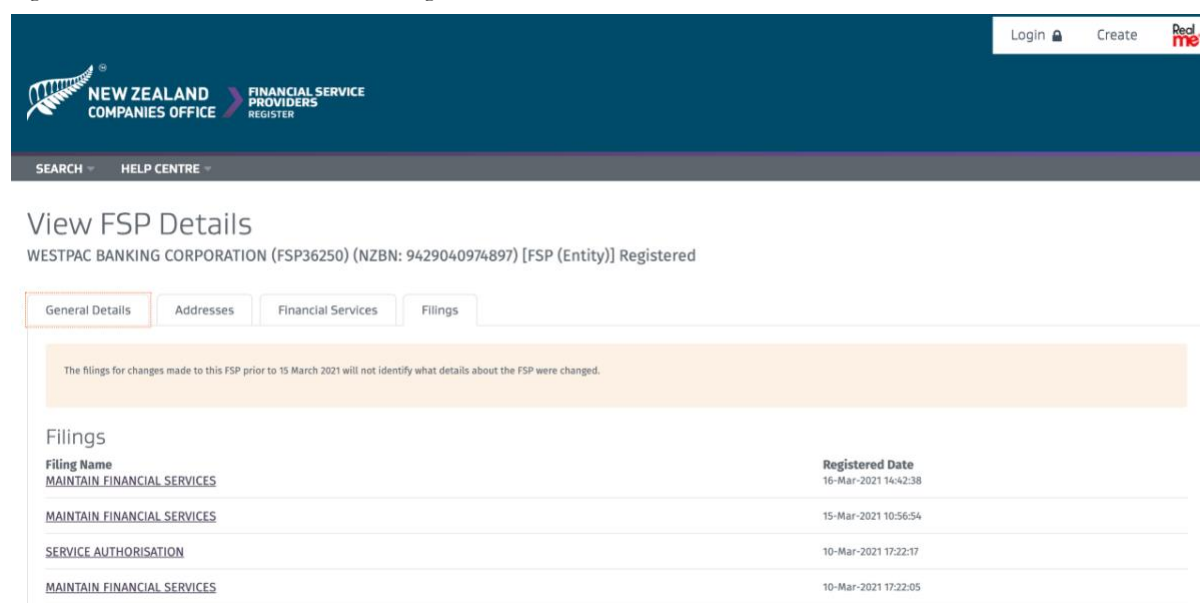 Login Create Real me
®
NEW ZEALAND FINANCIAL SERVICE
COMPANIES OFFICE PROVIDERS
REGISTER
SEARCH HELP CENTRE
View FSP Details
WESTPAC BANKING CORPORATION (FSP36250) (NZBN: 9429040974897) [FSP (Entity)] Registered
General Details Addresses Financial Services Filings
The filings for changes made to this FSP prior to 15 March 2021 will not identify what details about the FSP were changed.
Filings
Filing Name Registered Date
MAINTAIN FINANCIAL SERVICES 16-Mar-2021 14:42:38
MAINTAIN FINANCIAL SERVICES 15-Mar-2021 10:56:54
SERVICE AUTHORISATION 10-Mar-2021 17:22:17
MAINTAIN FINANCIAL SERVICES 10-Mar-2021 17:22:05